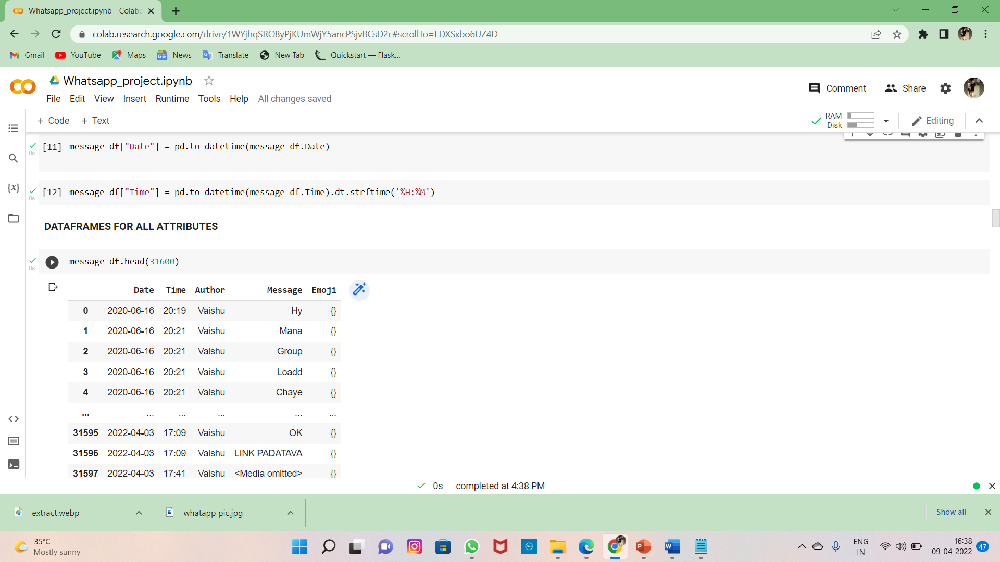 Whatsapp_project.ipynb - Colabo
colab.research.google.com/drive/1WYjhqSRO8yPjKUmWjY5ancPSjvBCsD2c#scrollTo=EDXSxbo6UZ4D
Gmail YouTube Maps News Translate New Tab Quickstart — Flask...
Whatsapp_project.ipynb
Comment Share
File Edit View Insert Runtime Tools Help All changes saved
+ Code + Text
RAM
Disk
Editing
[11] message_df["Date"] = pd.to_datetime(message_df.Date)
0s
[12] message_df["Time"] = pd.to_datetime(message_df.Time).dt.strftime('%H:%M')
0s
DATAFRAMES FOR ALL ATTRIBUTES
message_df.head(31600)
0s
Date Time Author Message Emoji
0 2020-06-16 20:19 Vaishu Hy {}
1 2020-06-16 20:21 Vaishu Mana {}
2 2020-06-16 20:21 Vaishu Group {}
3 2020-06-16 20:21 Vaishu Loadd {}
4 2020-06-16 20:21 Vaishu Chaye {}
... ... ... ... ... ...
31595 2022-04-03 17:09 Vaishu OK {}
31596 2022-04-03 17:09 Vaishu LINK PADATAVA {}
31597 2022-04-03 17:41 Vaishu <Media omitted> {}
0s completed at 4:38 PM
extract.webp whatapp pic.jpg Show all
35°C
Mostly sunny
ENG
IN
16:38
09-04-2022
47